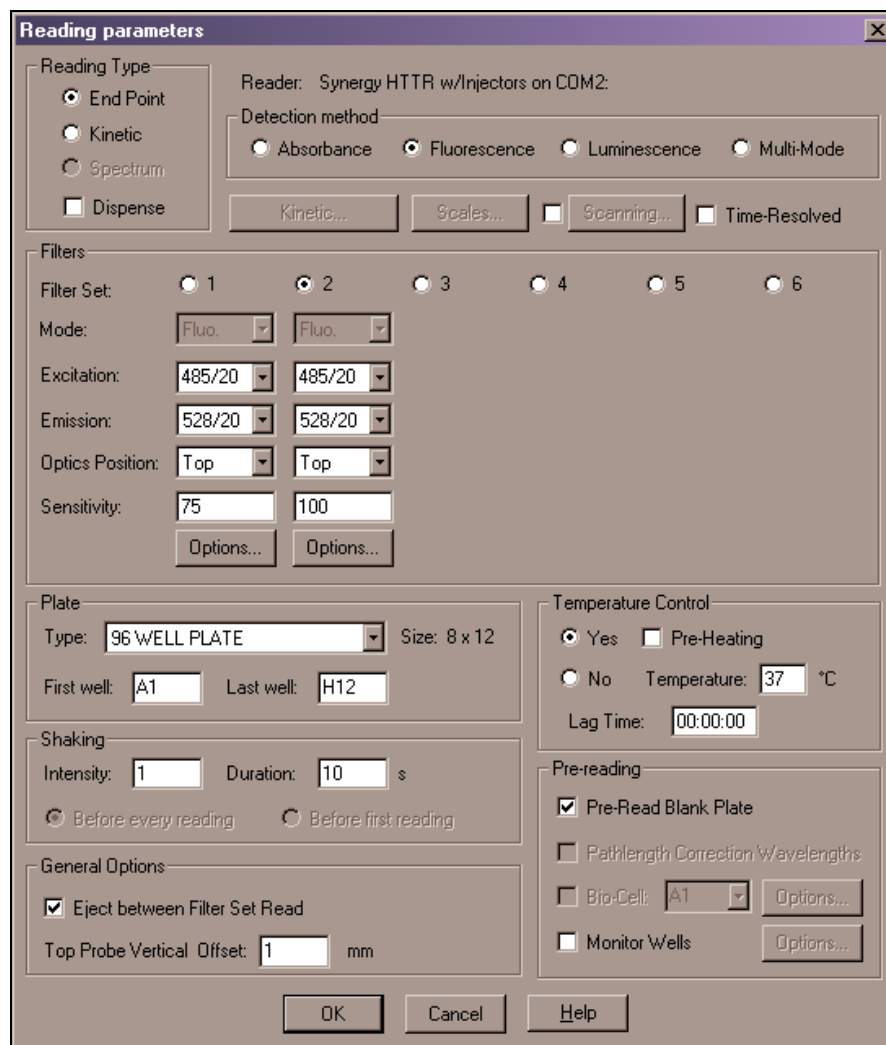 Reading parameters
Reading Type
End Point
Kinetic
Spectrum
Dispense
Reader: Synergy HTTR w/Injectors on COM2:
Detection method
Absorbance Fluorescence Luminescence Multi-Mode
Kinetic... Scales... Scanning... Time-Resolved
Filters
Filter Set: 1 2 3 4 5 6
Mode: Fluo. Fluo.
Excitation: 485/20 485/20
Emission: 528/20 528/20
Optics Position: Top Top
Sensitivity: 75 100
Options... Options...
Plate
Type: 96 WELL PLATE Size: 8 x 12
First well: A1 Last well: H12
Shaking
Intensity: 1 Duration: 10 s
Before every reading Before first reading
General Options
Eject between Filter Set Read
Top Probe Vertical Offset: 1 mm
Temperature Control
Yes Pre-Heating
No Temperature: 37 °C
Lag Time: 00:00:00
Pre-reading
Pre-Read Blank Plate
Pathlength Correction Wavelengths
Bio-Cell: A1 Options...
Monitor Wells Options...
OK Cancel Help